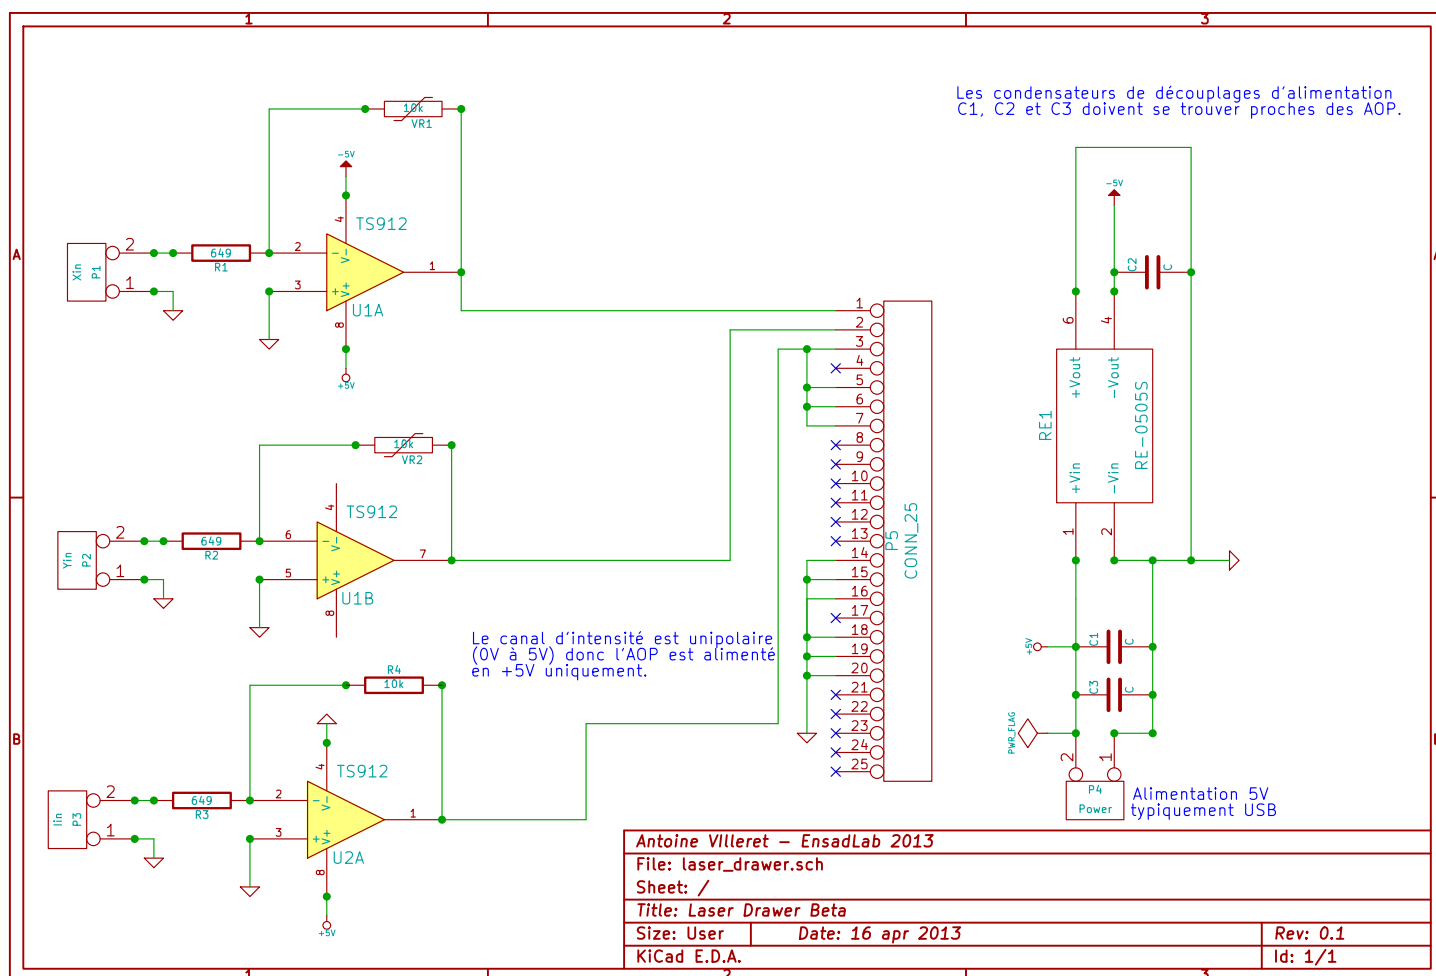 1
2
3
Les condensateurs de découplages d'alimentation
C1, C2 et C3 doivent se trouver proches des AOP.
10k
VR1
-5V
4
TS912
A
Xin
P1
2
1
649
R1
2
3
-
V-
+
V+
1
8
U1A
+5V
10k
VR2
4
TS912
Yin
P2
2
1
649
R2
6
5
-
V-
+
V+
7
8
U1B
Le canal d'intensité est unipolaire
(0V à 5V) donc l'AOP est alimenté
en +5V uniquement.
R4
10k
B
4
TS912
Iin
P3
2
1
649
R3
2
3
-
V-
+
V+
1
8
U2A
+5V
1
2
3
4
5
6
7
8
9
10
11
12
13
14
15
16
17
18
19
20
21
22
23
24
25
P5
CONN_25
-5V
C2
C
6
4
+Vout
-Vout
RE1
RE-0505S
+Vin
-Vin
1
2
+5V
C1
C
C3
C
PWR_FLAG
2
1
P4
Power
Alimentation 5V
typiquement USB
Antoine VIlleret - EnsadLab 2013
File: laser_drawer.sch
Sheet: /
Title: Laser Drawer Beta
Size: User
Date: 16 apr 2013
Rev: 0.1
KiCad E.D.A.
Id: 1/1
1
2
3